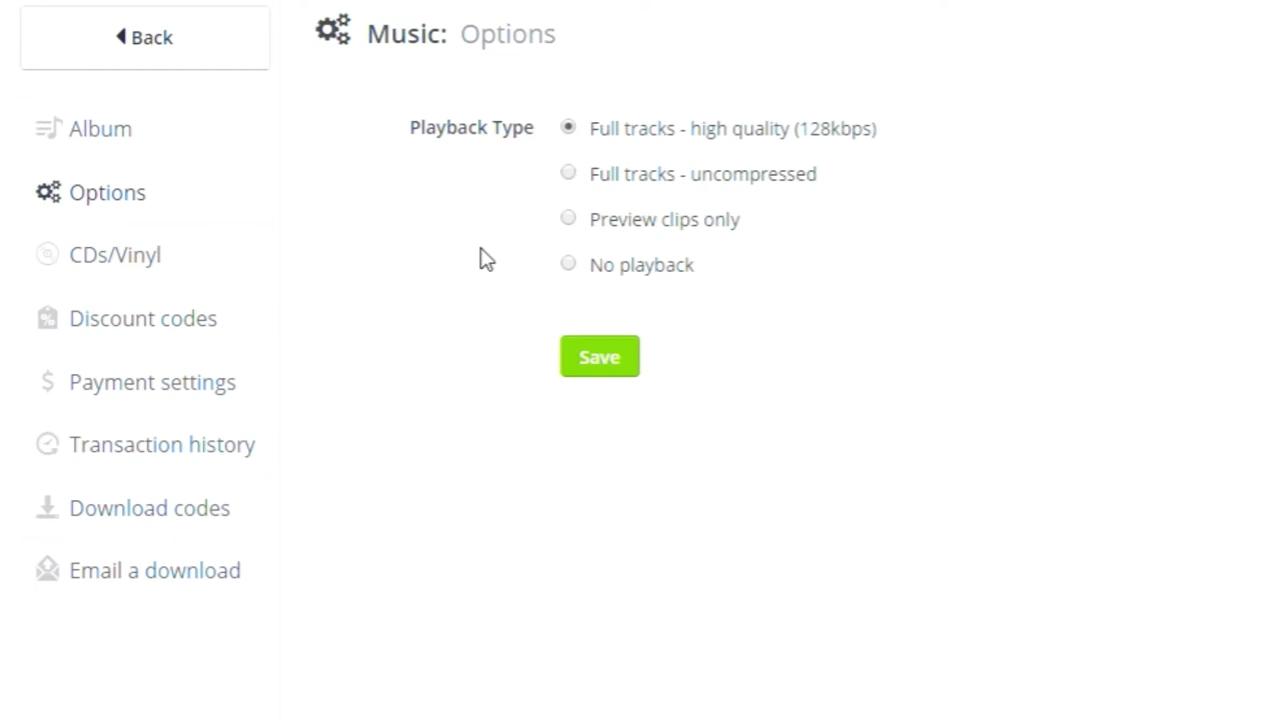 Back
Music: Options
Album
Options
CDs/Vinyl
Discount codes
Payment settings
Transaction history
Download codes
Email a download
Playback Type
Full tracks - high quality (128kbps)
Full tracks - uncompressed
Preview clips only
No playback
Save